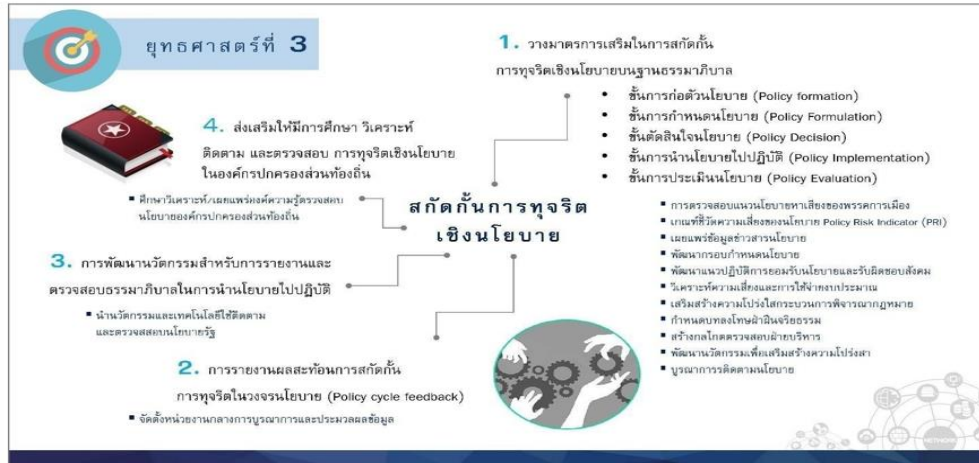 ยุทธศาสตร์ที่ 3
1. วางมาตรการเสริมในการสกัดกั้น
การทุจริตเชิงนโยบายบนฐานธรรมาภิบาล
• ขั้นการก่อตัวนโยบาย (Policy formation)
• ขั้นการกำหนดนโยบาย (Policy Formulation)
• ขั้นตัดสินใจนโยบาย (Policy Decision)
• ขั้นการนำนโยบายไปปฏิบัติ (Policy Implementation)
• ขั้นการประเมินนโยบาย (Policy Evaluation)
▪ การตรวจสอบแนวนโยบายหาเสียงของพรรคการเมือง
▪ เกณฑ์ชี้วัดความเสี่ยงของนโยบาย Policy Risk Indicator (PRI)
▪ เผยแพร่ข้อมูลข่าวสารนโยบาย
▪ พัฒนากรอบกำหนดนโยบาย
▪ พัฒนาแนวปฏิบัติการยอมรับนโยบายและรับผิดชอบสังคม
▪ วิเคราะห์ความเสี่ยงและการใช้จ่ายงบประมาณ
▪ เสริมสร้างความโปร่งใสกระบวนการพิจารณากฎหมาย
▪ กำหนดบทลงโทษฝ่าฝืนจริยธรรม
▪ สร้างกลไกตรวจสอบฝ่ายบริหาร
▪ พัฒนานวัตกรรมเพื่อเสริมสร้างความโปร่งสา
▪ บูรณาการติดตามนโยบาย
4. ส่งเสริมให้มีการศึกษา วิเคราะห์
ติดตาม และตรวจสอบ การทุจริตเชิงนโยบาย
ในองค์กรปกครองส่วนท้องถิ่น
▪ ศึกษาวิเคราะห์/เผยแพร่องค์ความรู้ตรวจสอบ
นโยบายองค์กรปกครองส่วนท้องถิ่น
สกัดกั้นการทุจริต
เชิงนโยบาย
3. การพัฒนานวัตกรรมสำหรับการรายงานและ
ตรวจสอบธรรมาภิบาลในการนำนโยบายไปปฏิบัติ
▪ นำนวัตกรรมและเทคโนโลยีใช้ติดตาม
และตรวจสสอบนโยบายรัฐ
2. การรายงานผลสะท้อนการสกัดกั้น
การทุจริตในวงจรนโยบาย (Policy cycle feedback)
▪ จัดตั้งหน่วยงานกลางการบูรณาการและประมวลผลข้อมูล
NETWORK